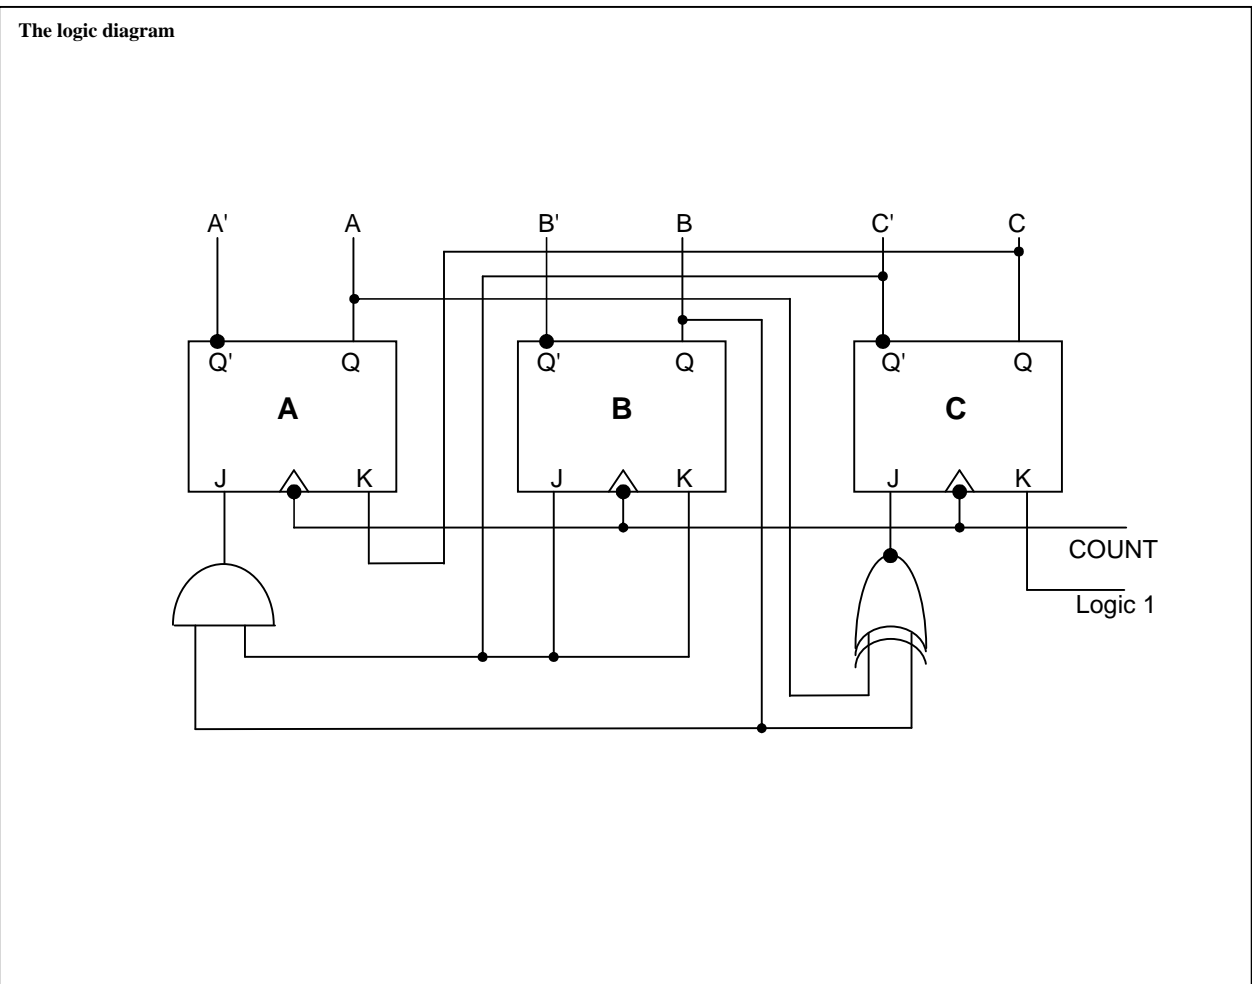 The logic diagram
A' A B' B C' C
Q' Q Q' Q Q' Q
A B C
J K J K J K
COUNT
Logic 1